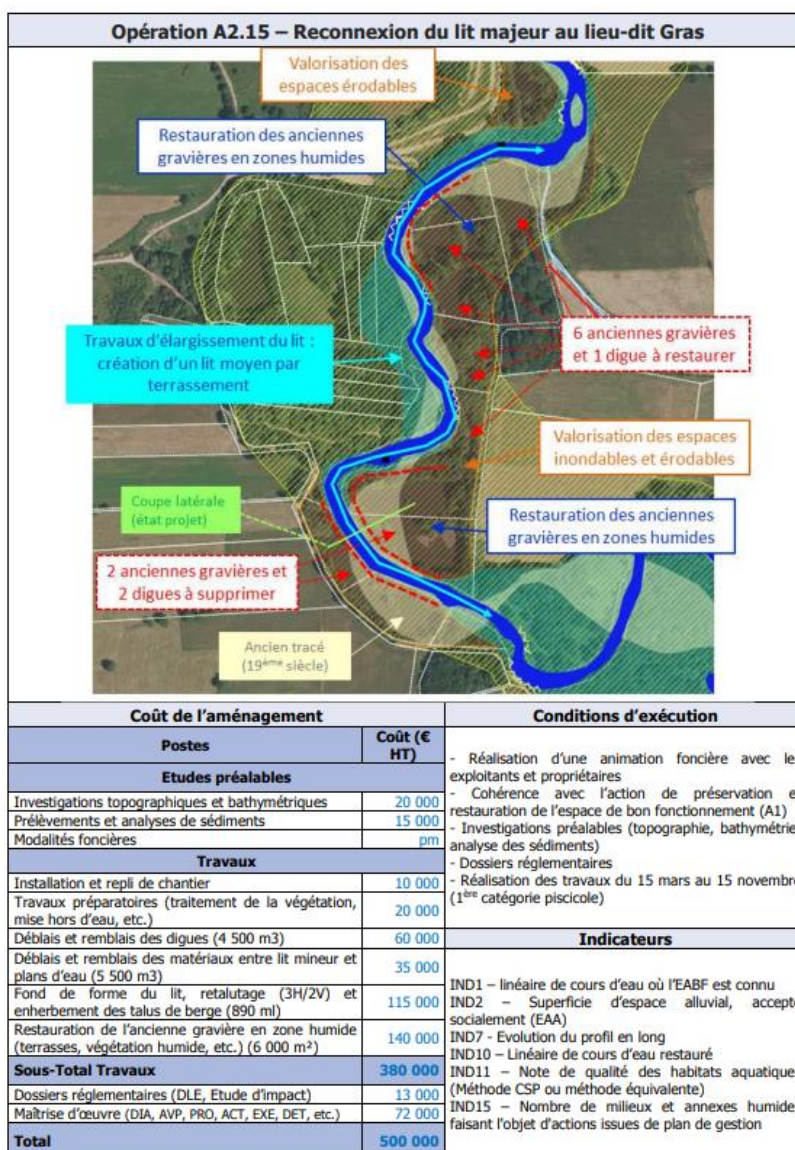 Opération A2.15 – Reconnexion du lit majeur au lieu-dit Gras
Valorisation des
espaces érodables
Restauration des anciennes
gravières en zones humides
Travaux d'élargissement du lit :
création d'un lit moyen par
terrassement
6 anciennes gravières
et 1 digue à restaurer
Valorisation des espaces
inondables et érodables
Coupe latérale
(état projet)
Restauration des anciennes
gravières en zones humides
2 anciennes gravières et
2 digues à supprimer
Ancien tracé
(19ème siècle)
Coût de l'aménagement
Postes
Coût (€
HT)
Etudes préalables
Investigations topographiques et bathymétriques 20 000
Prélèvements et analyses de sédiments 15 000
Modalités foncières pm
Travaux
Installation et repli de chantier 10 000
Travaux préparatoires (traitement de la végétation,
mise hors d'eau, etc.) 20 000
Déblais et remblais des digues (4 500 m3) 60 000
Déblais et remblais des matériaux entre lit mineur et
plans d'eau (5 500 m3) 35 000
Fond de forme du lit, retalutage (3H/2V) et
enherbement des talus de berge (890 ml) 115 000
Restauration de l'ancienne gravière en zone humide
(terrasses, végétation humide, etc.) (6 000 m²) 140 000
Sous-Total Travaux 380 000
Dossiers réglementaires (DLE, Etude d'impact) 13 000
Maîtrise d'œuvre (DIA, AVP, PRO, ACT, EXE, DET, etc.) 72 000
Total 500 000
Conditions d'exécution
- Réalisation d'une animation foncière avec le
exploitants et propriétaires
- Cohérence avec l'action de préservation e
restauration de l'espace de bon fonctionnement (A1)
- Investigations préalables (topographie, bathymétrie
analyse des sédiments)
- Dossiers réglementaires
- Réalisation des travaux du 15 mars au 15 novembre
(1ère catégorie piscicole)
Indicateurs
IND1 – linéaire de cours d'eau où l'EABF est connu
IND2 – Superficie d'espace alluvial, accepté
socialement (EAA)
IND7 - Evolution du profil en long
IND10 – Linéaire de cours d'eau restauré
IND11 – Note de qualité des habitats aquatique
(Méthode CSP ou méthode équivalente)
IND15 – Nombre de milieux et annexes humide
faisant l'objet d'actions issues de plan de gestion